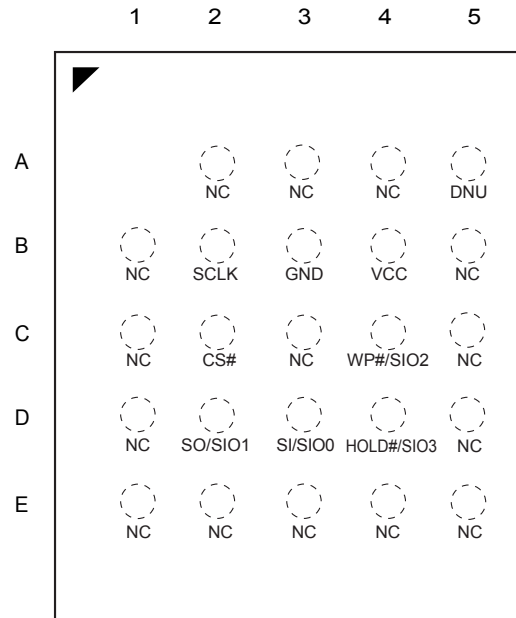 1 2 3 4 5
A
NC NC NC DNU
B
NC SCLK GND VCC NC
C
NC CS# NC WP#/SIO2 NC
D
NC SO/SIO1 SI/SIO0 HOLD#/SIO3 NC
E
NC NC NC NC NC